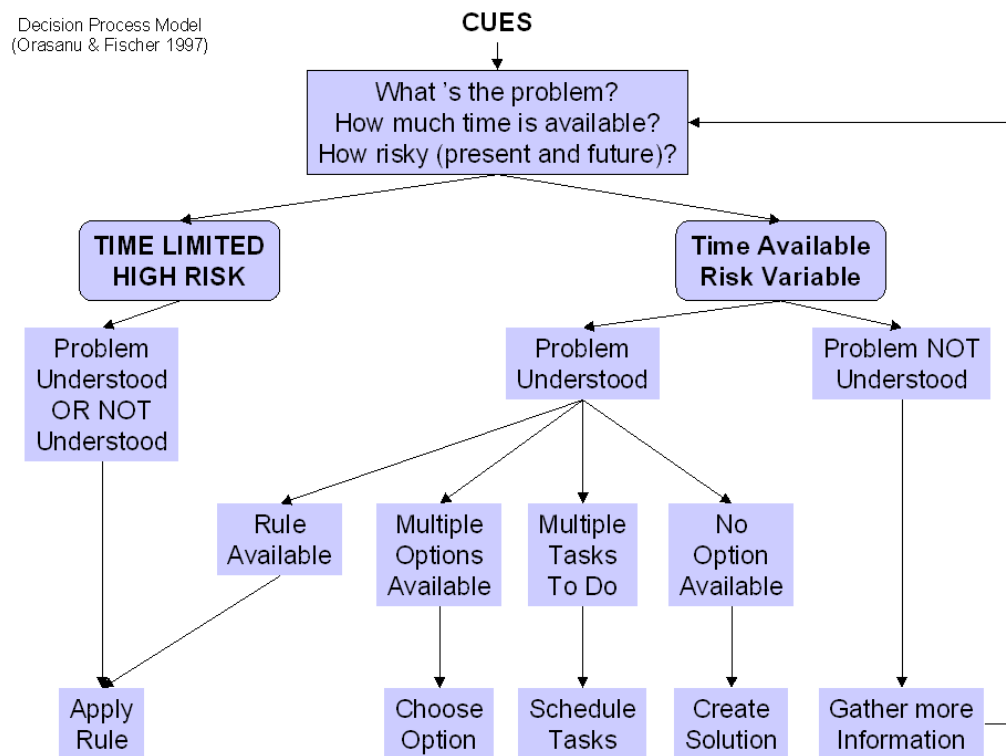 Decision Process Model
(Orasanu & Fischer 1997)
CUES
What 's the problem?
How much time is available?
How risky (present and future)?
TIME LIMITED
HIGH RISK
Time Available
Risk Variable
Problem
Understood
OR NOT
Understood
Problem
Understood
Problem NOT
Understood
Rule
Available
Multiple
Options
Available
Multiple
Tasks
To Do
No
Option
Available
Apply
Rule
Choose
Option
Schedule
Tasks
Create
Solution
Gather more
Information